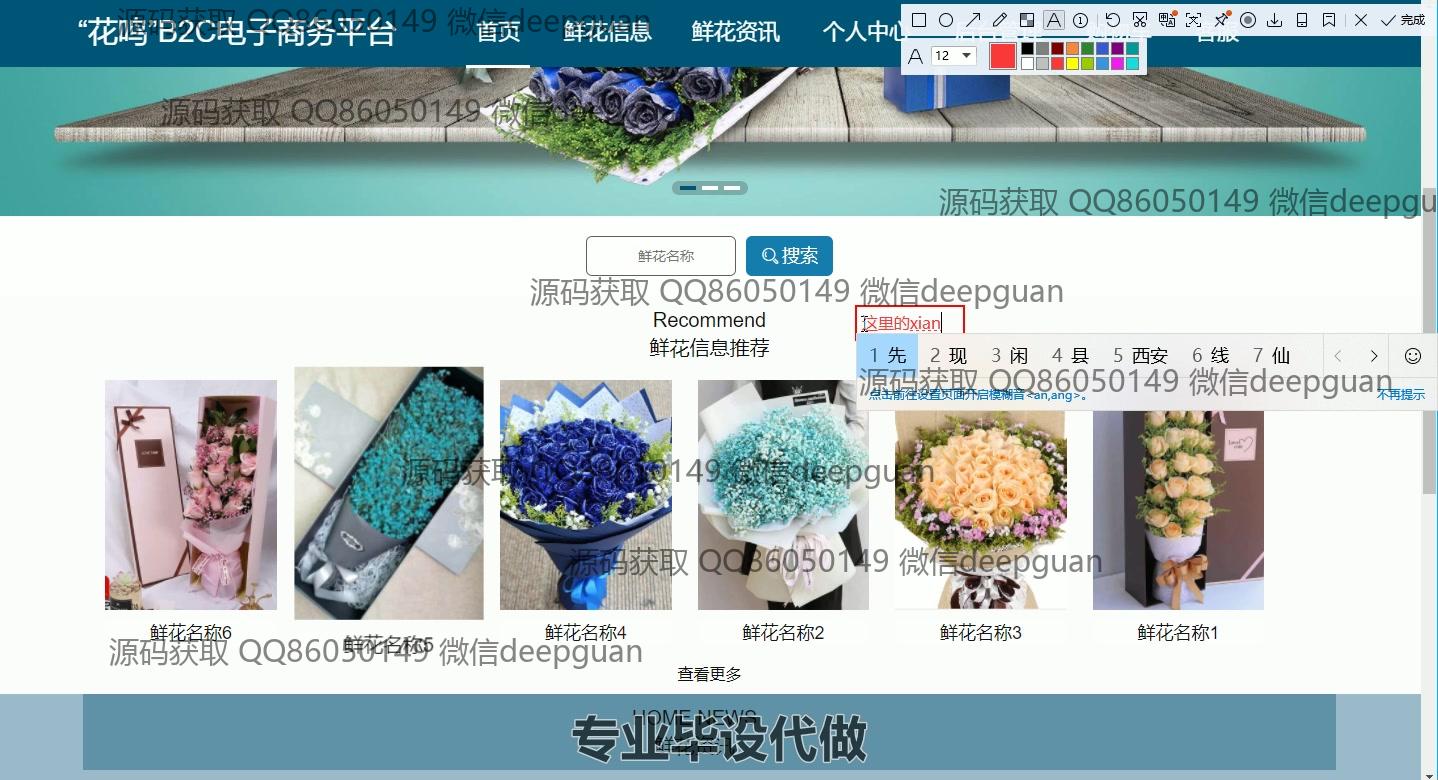 “花鸣”B2C电子商务平台 首页 鲜花信息 鲜花资讯 个人中心 后台管理 购物车 客服
源码获取 QQ86050149 微信deepguan
完成
A 12
源码获取 QQ86050149 微信deepguan
源码获取 QQ86050149 微信deepgu
鲜花名称 搜索
源码获取 QQ86050149 微信deepguan
Recommend
这里的xian
鲜花信息推荐
1 先 2 现 3 闲 4 县 5 西安 6 线 7 仙
源码获取 QQ86050149 微信deepguan
点击前往设置页面开启模糊音<an,ang>。 不再提示
源码获取 QQ86050149 微信deepguan
源码获取 QQ86050149 微信deepguan
鲜花名称6 鲜花名称5 鲜花名称4 鲜花名称2 鲜花名称3 鲜花名称1
源码获取 QQ86050149 微信deepguan
查看更多
HOME NEWS
鲜花资讯
专业毕设代做